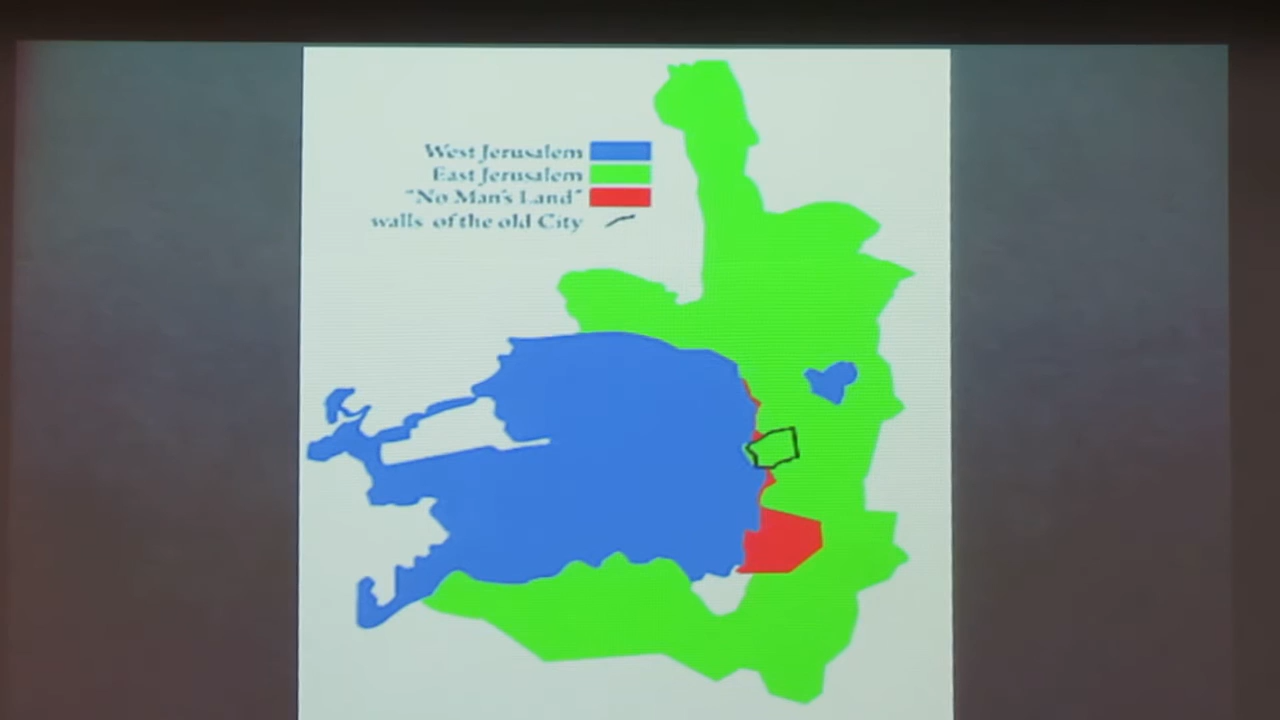 West Jerusalem
East Jerusalem
"No Man's Land"
walls of the old City